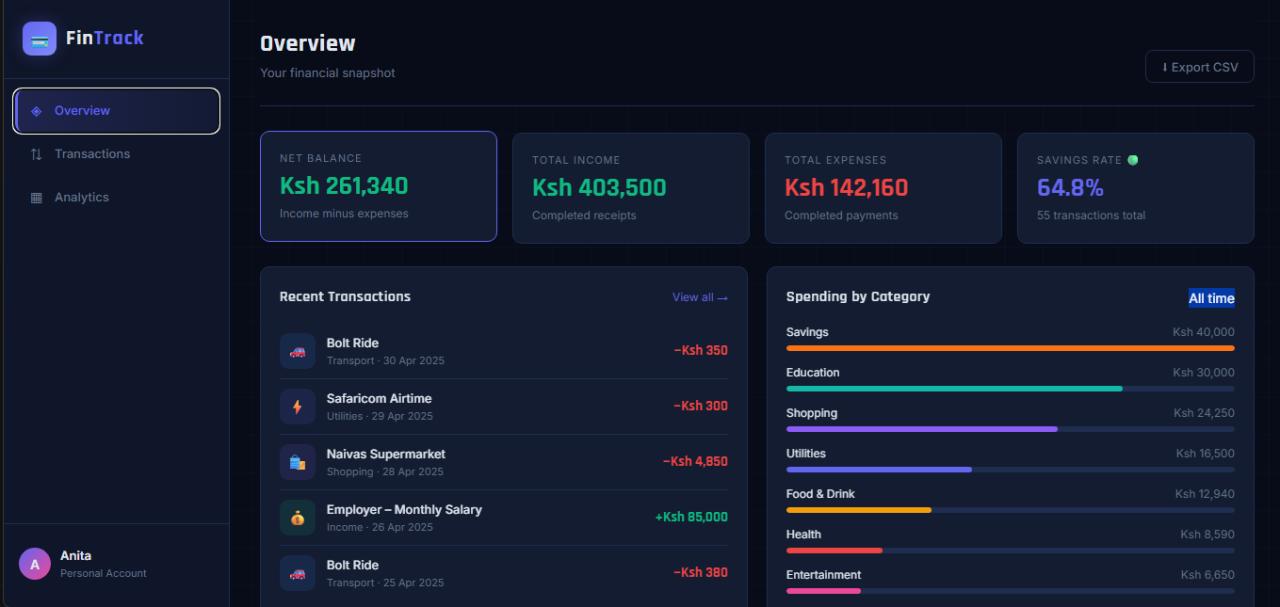 FinTrack
Overview
Transactions
Analytics
A
Anita
Personal Account
Overview
Your financial snapshot
⬇ Export CSV
NET BALANCE
Ksh 261,340
Income minus expenses
TOTAL INCOME
Ksh 403,500
Completed receipts
TOTAL EXPENSES
Ksh 142,160
Completed payments
SAVINGS RATE
64.8%
55 transactions total
Recent Transactions
View all →
Bolt Ride
−Ksh 350
Transport · 30 Apr 2025
Safaricom Airtime
−Ksh 300
Utilities · 29 Apr 2025
Naivas Supermarket
−Ksh 4,850
Shopping · 28 Apr 2025
Employer – Monthly Salary
+Ksh 85,000
Income · 26 Apr 2025
Bolt Ride
−Ksh 380
Transport · 25 Apr 2025
Spending by Category
All time
Savings Ksh 40,000
Education Ksh 30,000
Shopping Ksh 24,250
Utilities Ksh 16,500
Food & Drink Ksh 12,940
Health Ksh 8,590
Entertainment Ksh 6,650